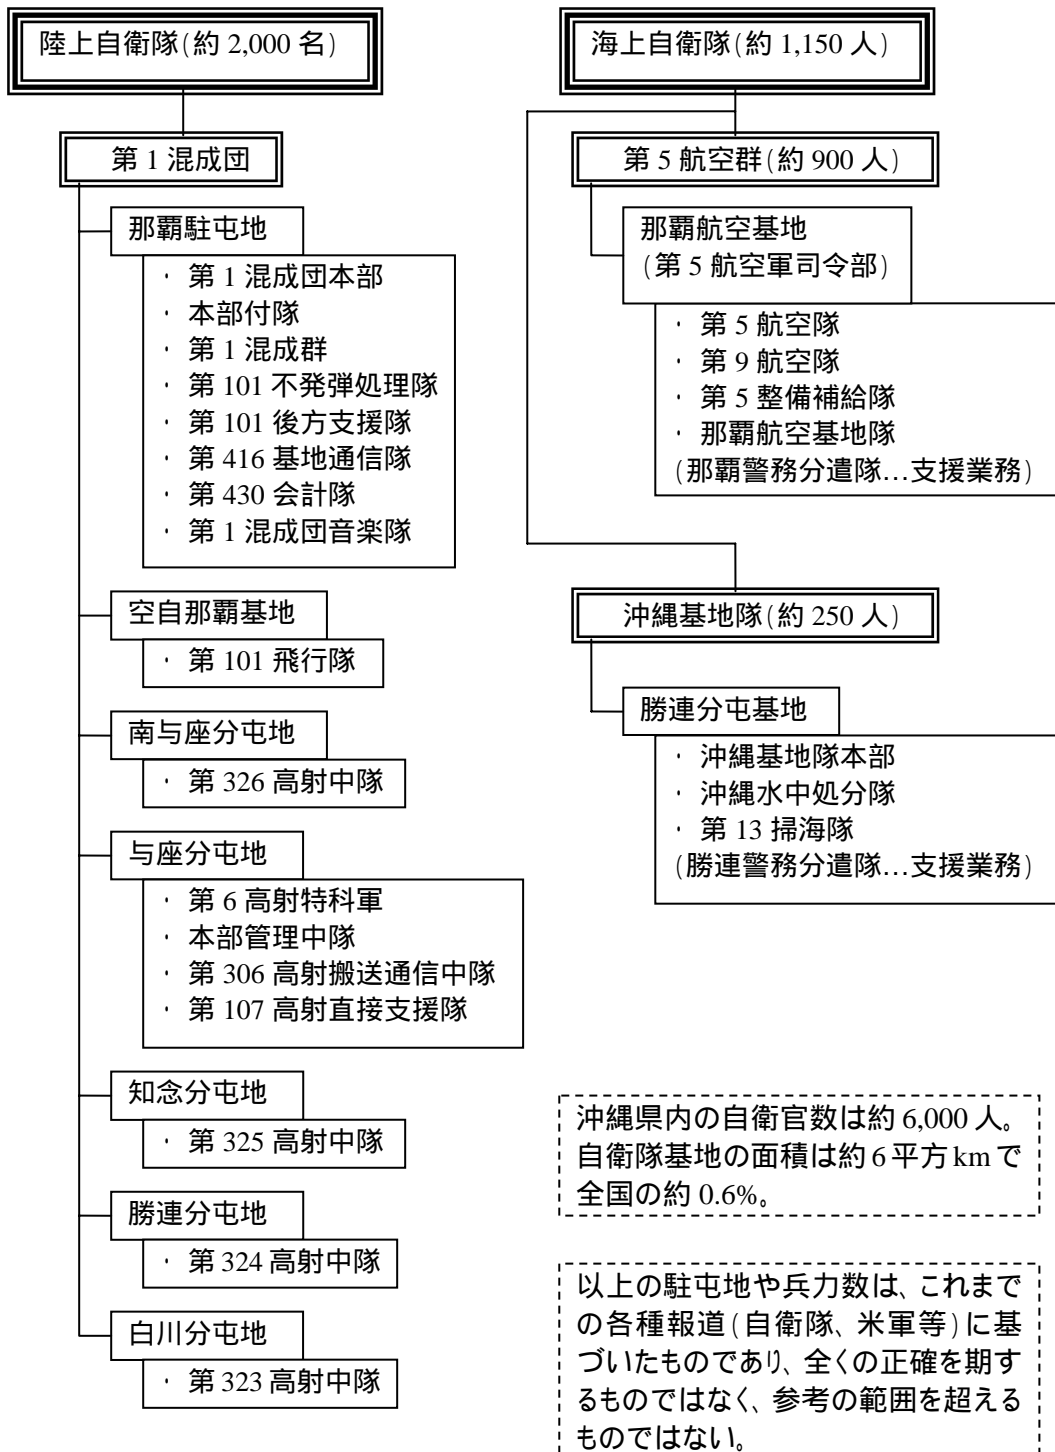 陸上自衛隊(約 2,000 名)
第 1 混成団
那覇駐屯地
・ 第 1 混成団本部
・ 本部付隊
・ 第 1 混成群
・ 第 101 不発弾処理隊
・ 第 101 後方支援隊
・ 第 416 基地通信隊
・ 第 430 会計隊
・ 第 1 混成団音楽隊
空自那覇基地
・ 第 101 飛行隊
南与座分屯地
・ 第 326 高射中隊
与座分屯地
・ 第 6 高射特科軍
・ 本部管理中隊
・ 第 306 高射搬送通信中隊
・ 第 107 高射直接支援隊
知念分屯地
・ 第 325 高射中隊
勝連分屯地
・ 第 324 高射中隊
白川分屯地
・ 第 323 高射中隊
海上自衛隊(約 1,150 人)
第 5 航空群(約 900 人)
那覇航空基地
(第 5 航空軍司令部)
・ 第 5 航空隊
・ 第 9 航空隊
・ 第 5 整備補給隊
・ 那覇航空基地隊
(那覇警務分遣隊…支援業務)
沖縄基地隊(約 250 人)
勝連分屯基地
・ 沖縄基地隊本部
・ 沖縄水中処分隊
・ 第 13 掃海隊
(勝連警務分遣隊…支援業務)
沖縄県内の自衛官数は約 6,000 人。
自衛隊基地の面積は約 6 平方 km で
全国の約 0.6%。
以上の駐屯地や兵力数は、これまで
の各種報道(自衛隊、米軍等)に基
づいたものであり、全くの正確を期す
るものではなく、参考の範囲を超える
ものではない。